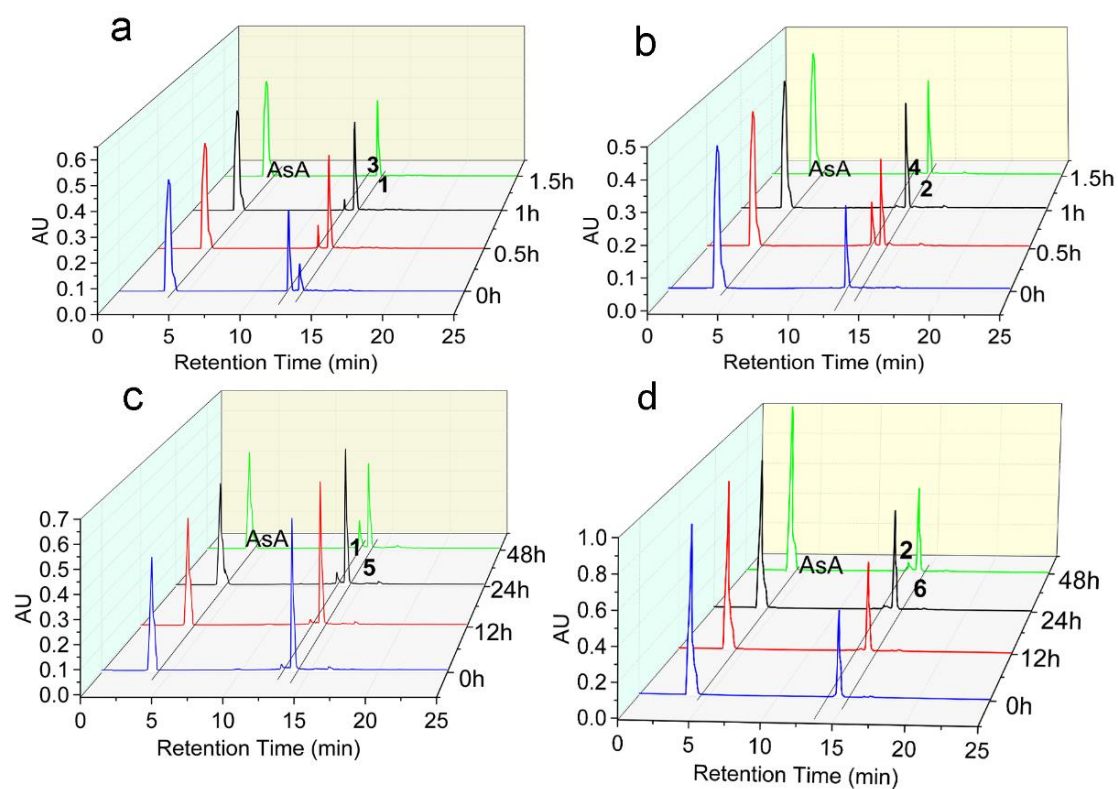 a
0.6
0.5
0.4
0.3
0.2
0.1
0.0
AU
0 5 10 15 20 25
Retention Time (min)
AsA
3
1
1.5h
1h
0.5h
0h
b
0.5
0.4
0.3
0.2
0.1
0.0
AU
0 5 10 15 20 25
Retention Time (min)
AsA
4
2
1.5h
1h
0.5h
0h
c
0.7
0.6
0.5
0.4
0.3
0.2
0.1
0.0
AU
0 5 10 15 20 25
Retention Time (min)
AsA
1
5
48h
24h
12h
0h
d
1.0
0.8
0.6
0.4
0.2
0.0
AU
0 5 10 15 20 25
Retention Time (min)
AsA
2
6
48h
24h
12h
0h